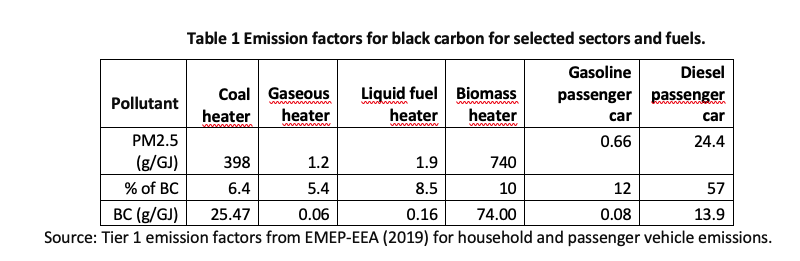 Table 1 Emission factors for black carbon for selected sectors and fuels.
Pollutant Coal heater Gaseous heater Liquid fuel heater Biomass heater Gasoline passenger car Diesel passenger car
PM2.5 (g/GJ) 398 1.2 1.9 740 0.66 24.4
% of BC 6.4 5.4 8.5 10 12 57
BC (g/GJ) 25.47 0.06 0.16 74.00 0.08 13.9
Source: Tier 1 emission factors from EMEP-EEA (2019) for household and passenger vehicle emissions.